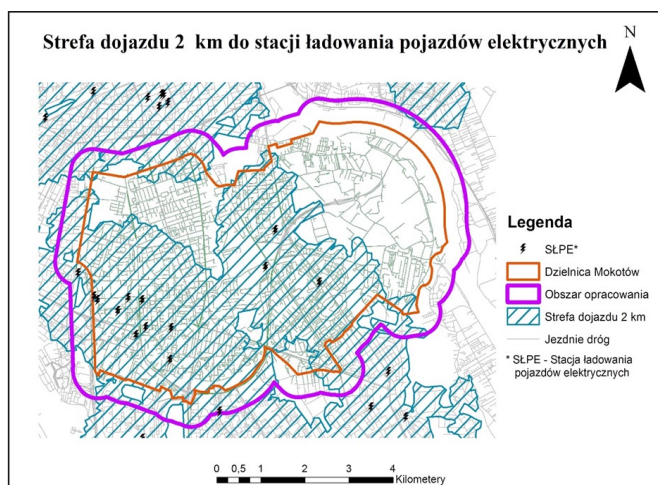 Strefa dojazdu 2 km do stacji ładowania pojazdów elektrycznych
N
Legenda
SŁPE*
Dzielnica Mokotów
Obszar opracowania
Strefa dojazdu 2 km
Jezdnie dróg
* SŁPE - Stacja ładowania
pojazdów elektrycznych
0 0,5 1 2 3 4
Kilometery